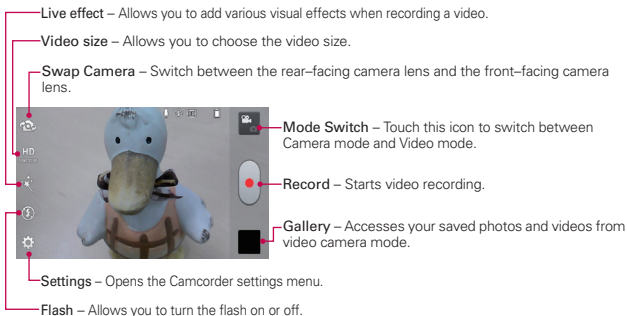 Live effect – Allows you to add various visual effects when recording a video.
Video size – Allows you to choose the video size.
Swap Camera – Switch between the rear–facing camera lens and the front–facing camera
lens.
HD
Mode Switch – Touch this icon to switch between
Camera mode and Video mode.
Record – Starts video recording.
Gallery – Accesses your saved photos and videos from
video camera mode.
Settings – Opens the Camcorder settings menu.
Flash – Allows you to turn the flash on or off.